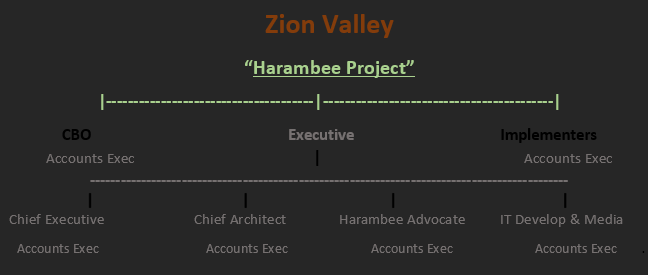 Zion Valley
“Harambee Project”
|-------------------------------------|-----------------------------------------|
CBO Executive Implementers
Accounts Exec | Accounts Exec
-----------------------------------------------------------------------------------
| | | |
Chief Executive Chief Architect Harambee Advocate IT Develop & Media
Accounts Exec Accounts Exec Accounts Exec Accounts Exec .